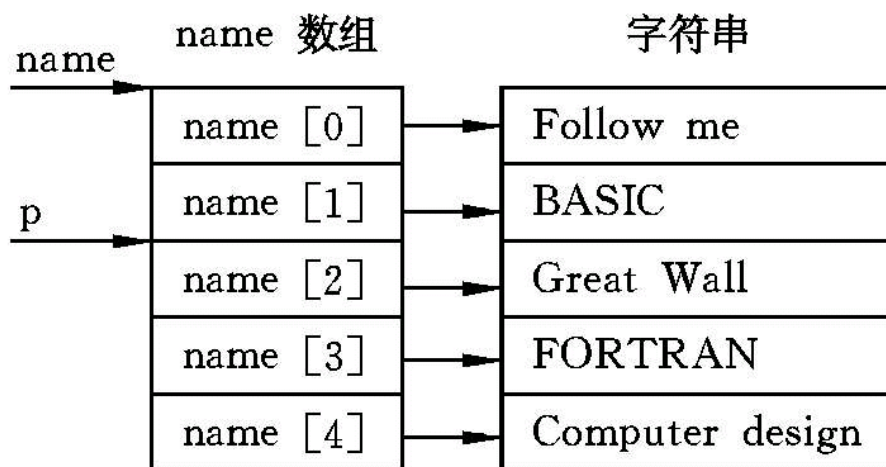 name 数组 字符串
name
name [0] Follow me
name [1] BASIC
p
name [2] Great Wall
name [3] FORTRAN
name [4] Computer design